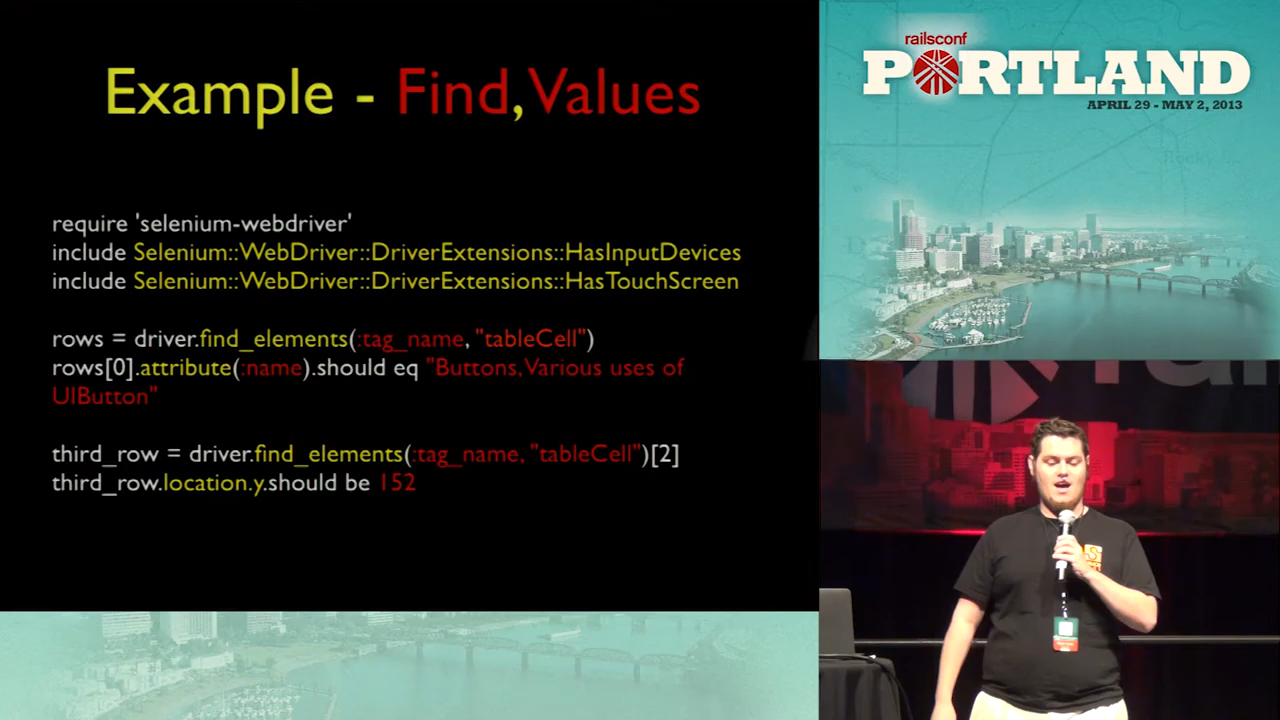 Example - Find, Values
require 'selenium-webdriver'
include Selenium::WebDriver::DriverExtensions::HasInputDevices
include Selenium::WebDriver::DriverExtensions::HasTouchScreen
rows = driver.find_elements(:tag_name, "tableCell")
rows[0].attribute(:name).should eq "Buttons, Various uses of
UIButton"
third_row = driver.find_elements(:tag_name, "tableCell")[2]
third_row.location.y.should be 152
railsconf
PORTLAND
APRIL 29 - MAY 2, 2013